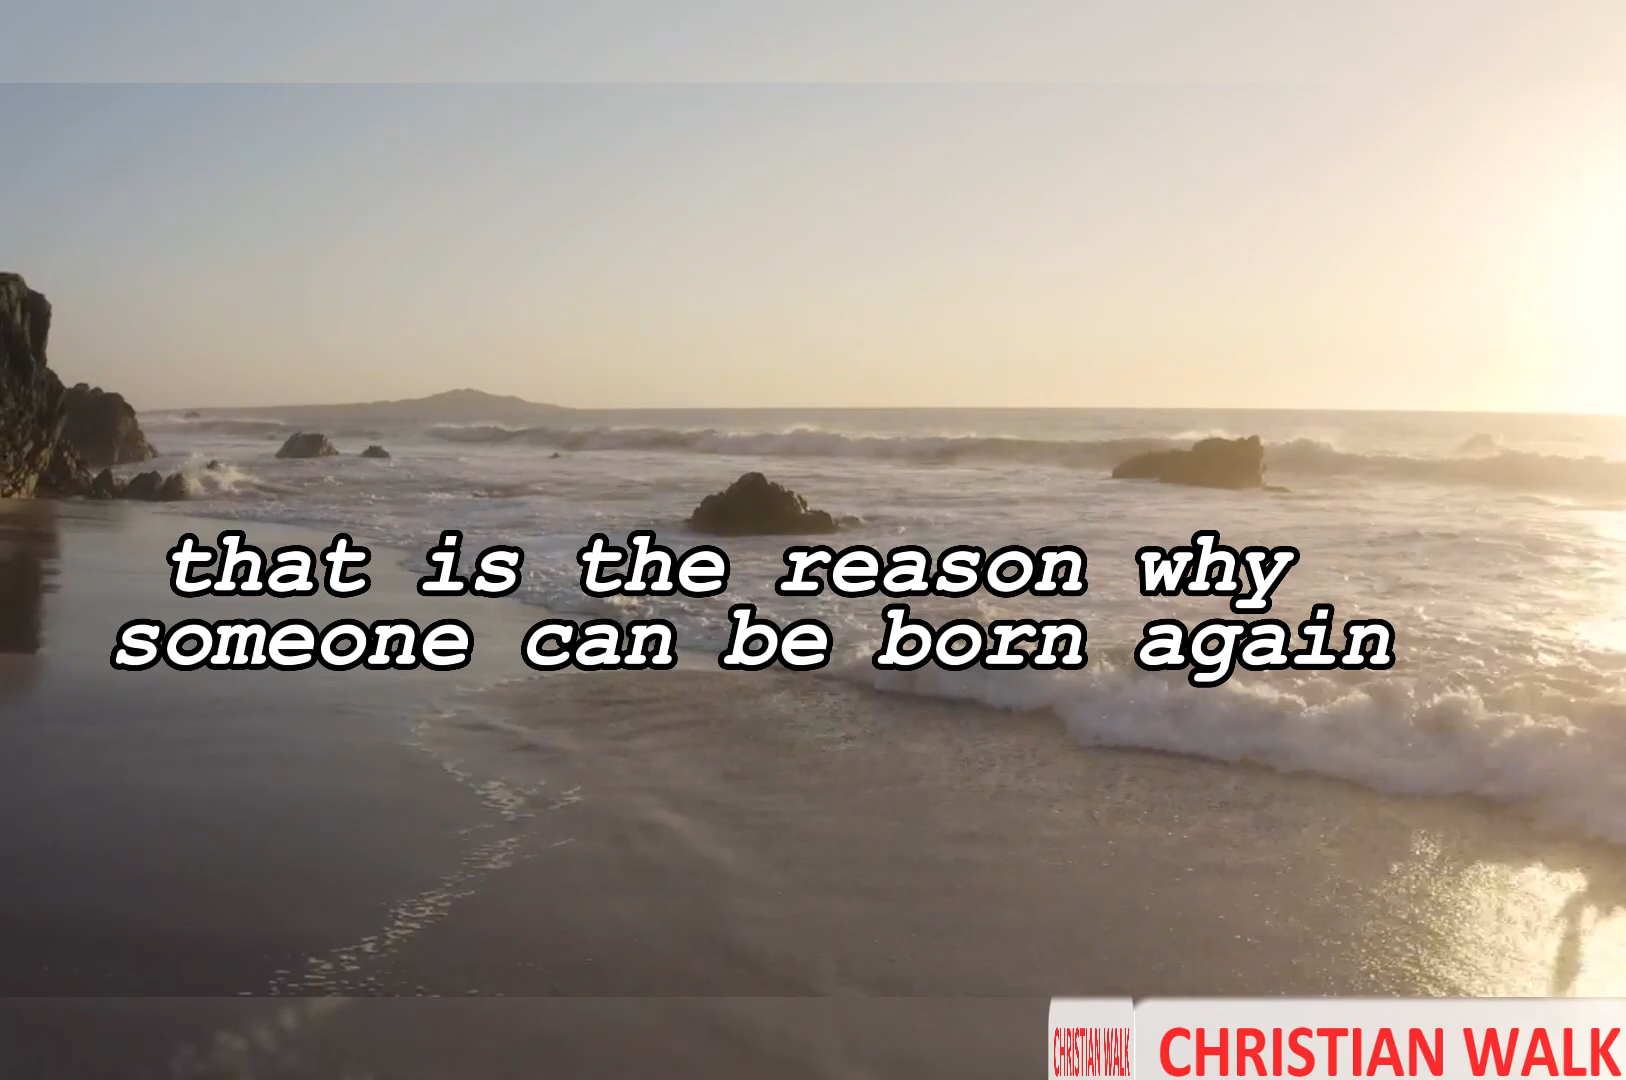 that is the reason why
someone can be born again
CHRISTIAN WALK
CHRISTIAN WALK